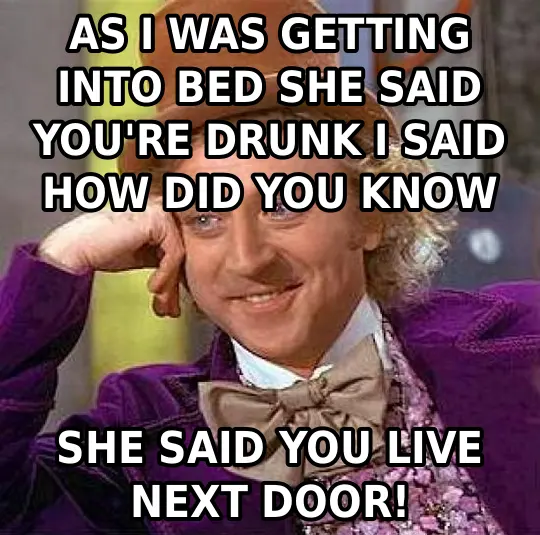 AS I WAS GETTING
INTO BED SHE SAID
YOU'RE DRUNK I SAID
HOW DID YOU KNOW
SHE SAID YOU LIVE
NEXT DOOR!